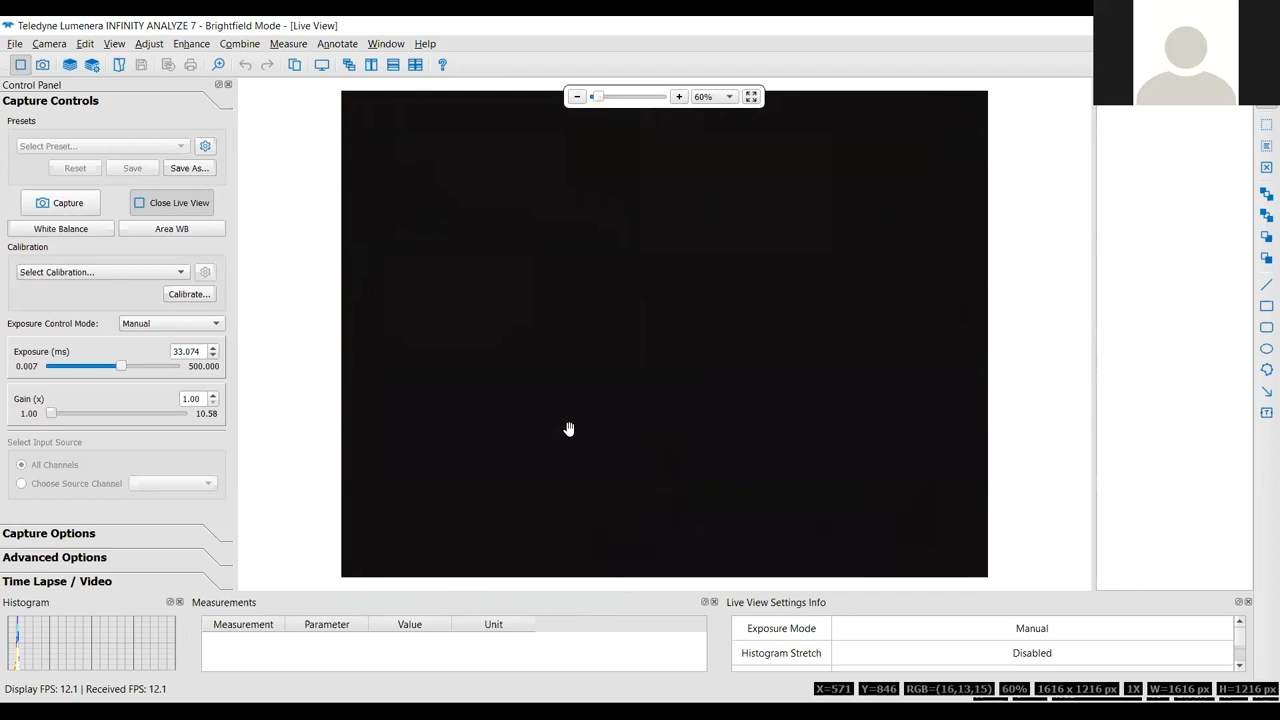 Teledyne Lumenera INFINITY ANALYZE 7 - Brightfield Mode - [Live View]
File Camera Edit View Adjust Enhance Combine Measure Annotate Window Help
Control Panel
Capture Controls
Presets
Select Preset...
Reset Save Save As...
Capture Close Live View
White Balance Area WB
Calibration
Select Calibration...
Calibrate...
Exposure Control Mode: Manual
Exposure (ms) 33.074
0.007 500.000
Gain (x) 1.00
1.00 10.58
Select Input Source
All Channels
Choose Source Channel
Capture Options
Advanced Options
Time Lapse / Video
60%
Histogram
Measurements
Measurement Parameter Value Unit
Live View Settings Info
Exposure Mode Manual
Histogram Stretch Disabled
Display FPS: 12.1 | Received FPS: 12.1
X=571 Y=846 RGB=(16,13,15) 60% 1616 x 1216 px 1X W=1616 px H=1216 px